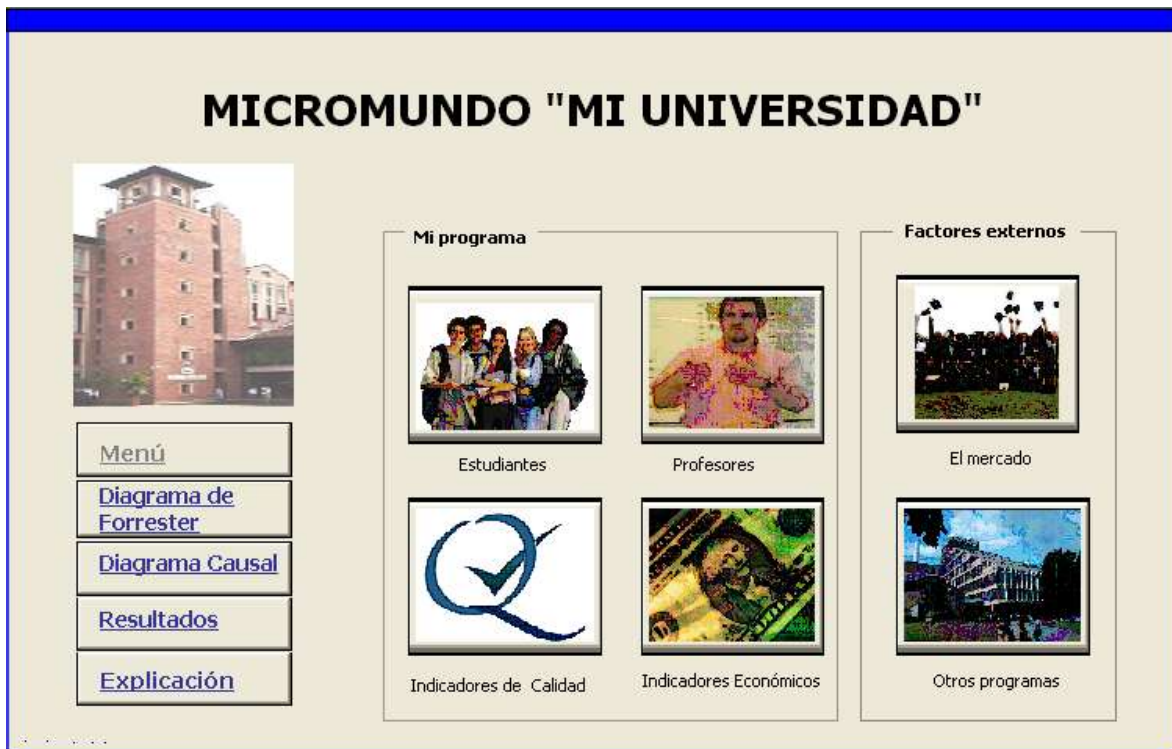 MICROMUNDO "MI UNIVERSIDAD"
Menú
Diagrama de
Forrester
Diagrama Causal
Resultados
Explicación
Mi programa
Estudiantes
Profesores
Indicadores de Calidad
Indicadores Económicos
Factores externos
El mercado
Otros programas